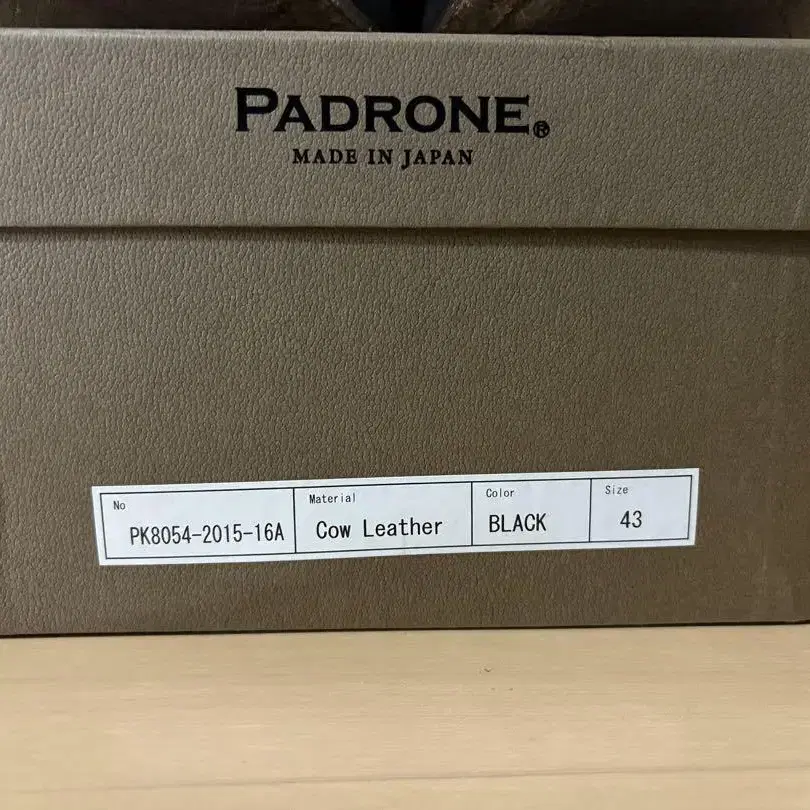 PADRONE®
MADE IN JAPAN
No Material Color Size
PK8054-2015-16A Cow Leather BLACK 43